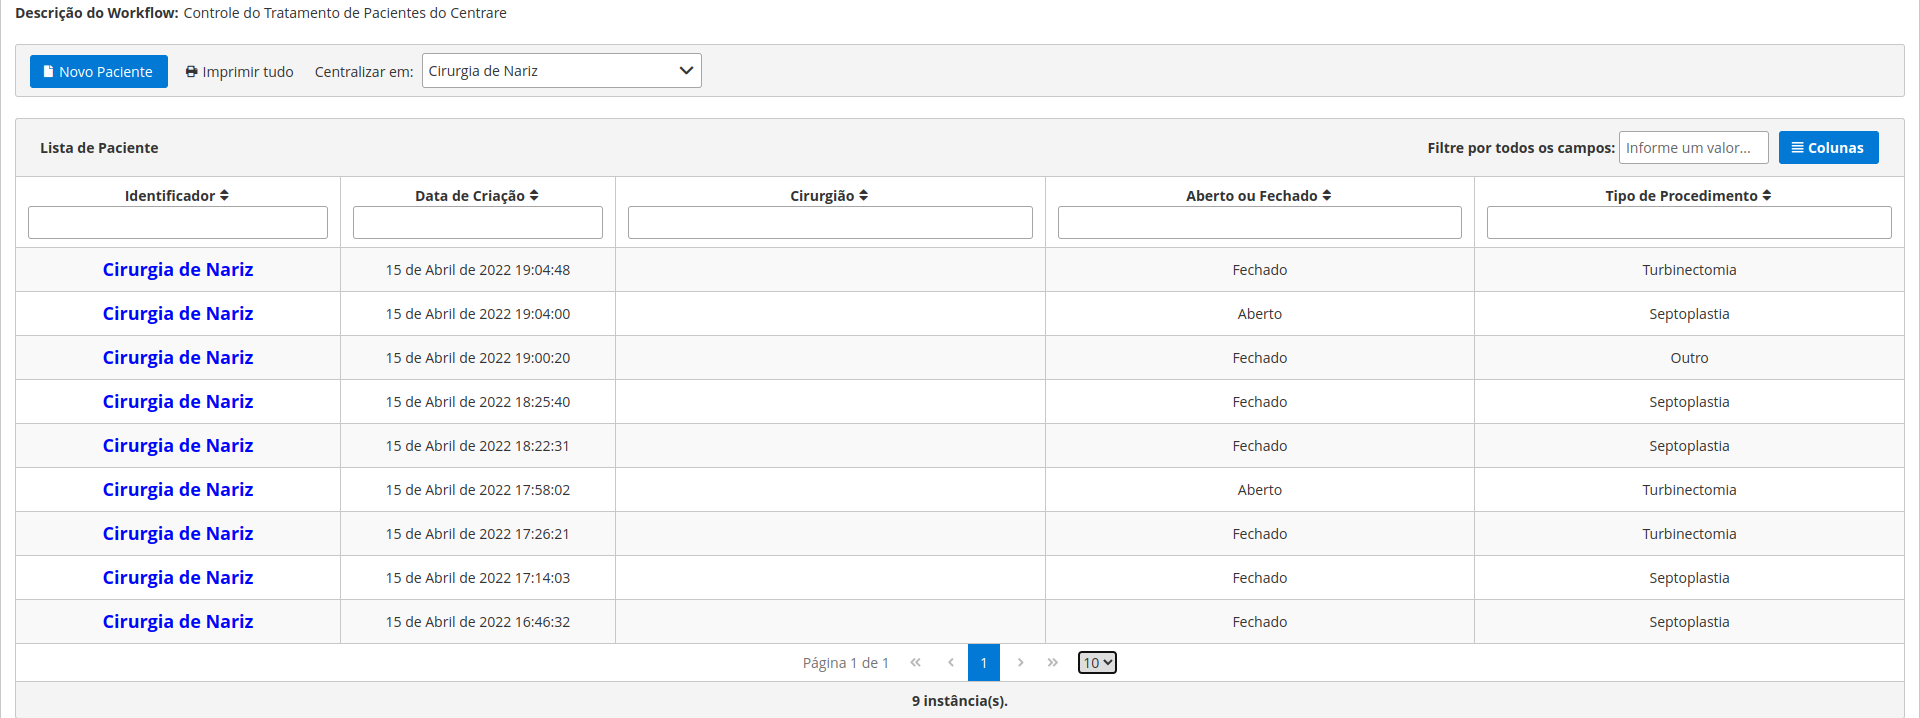 Descrição do Workflow: Controle do Tratamento de Pacientes do Centrare
Novo Paciente Imprimir tudo Centralizar em: Cirurgia de Nariz
Lista de Paciente Filtre por todos os campos: Informe um valor... Colunas
Identificador Data de Criação Cirurgião Aberto ou Fechado Tipo de Procedimento
Cirurgia de Nariz 15 de Abril de 2022 19:04:48 Fechado Turbinectomia
Cirurgia de Nariz 15 de Abril de 2022 19:04:00 Aberto Septoplastia
Cirurgia de Nariz 15 de Abril de 2022 19:00:20 Fechado Outro
Cirurgia de Nariz 15 de Abril de 2022 18:25:40 Fechado Septoplastia
Cirurgia de Nariz 15 de Abril de 2022 18:22:31 Fechado Septoplastia
Cirurgia de Nariz 15 de Abril de 2022 17:58:02 Aberto Turbinectomia
Cirurgia de Nariz 15 de Abril de 2022 17:26:21 Fechado Turbinectomia
Cirurgia de Nariz 15 de Abril de 2022 17:14:03 Fechado Septoplastia
Cirurgia de Nariz 15 de Abril de 2022 16:46:32 Fechado Septoplastia
Página 1 de 1 1 10
9 instância(s).